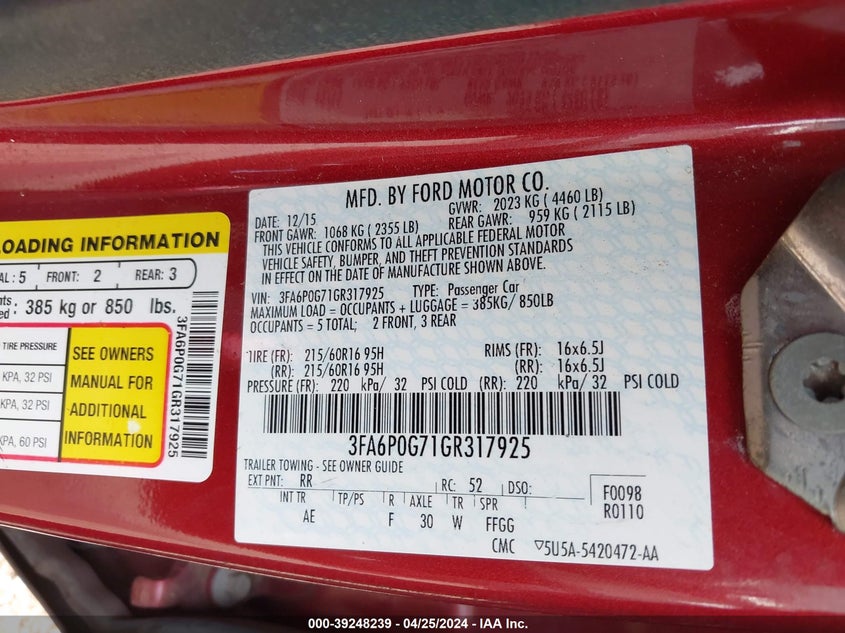 LOADING INFORMATION
AL : 5 FRONT: 2 REAR: 3
385 kg or 850 lbs.
TIRE PRESSURE
KPA, 32 PSI
KPA, 32 PSI
KPA, 60 PSI
SEE OWNERS
MANUAL FOR
ADDITIONAL
INFORMATION
3FA6P0G71GR317925
MFD. BY FORD MOTOR CO.
DATE: 12/15 GVWR: 2023 KG ( 4460 LB)
FRONT GAWR: 1068 KG ( 2355 LB) REAR GAWR: 959 KG ( 2115 LB)
THIS VEHICLE CONFORMS TO ALL APPLICABLE FEDERAL MOTOR
VEHICLE SAFETY, BUMPER, AND THEFT PREVENTION STANDARDS
IN EFFECT ON THE DATE OF MANUFACTURE SHOWN ABOVE.
VIN: 3FA6P0G71GR317925 TYPE: Passenger Car
MAXIMUM LOAD = OCCUPANTS + LUGGAGE = 385KG/ 850LB
OCCUPANTS = 5 TOTAL; 2 FRONT, 3 REAR
TIRE (FR): 215/60R16 95H RIMS (FR): 16x6.5J
(RR): 215/60R16 95H (RR): 16x6.5J
PRESSURE (FR): 220 kPa/ 32 PSI COLD (RR): 220 kPa/ 32 PSI COLD
3FA6P0G71GR317925
TRAILER TOWING - SEE OWNER GUIDE
EXT PNT: RR RC: 52 DSO:
INT TR TP/PS R AXLE TR SPR
AE F 30 W FFGG
F0098
R0110
CMC ▽5U5A-5420472-AA
000-39248239 - 04/25/2024 - IAA Inc.